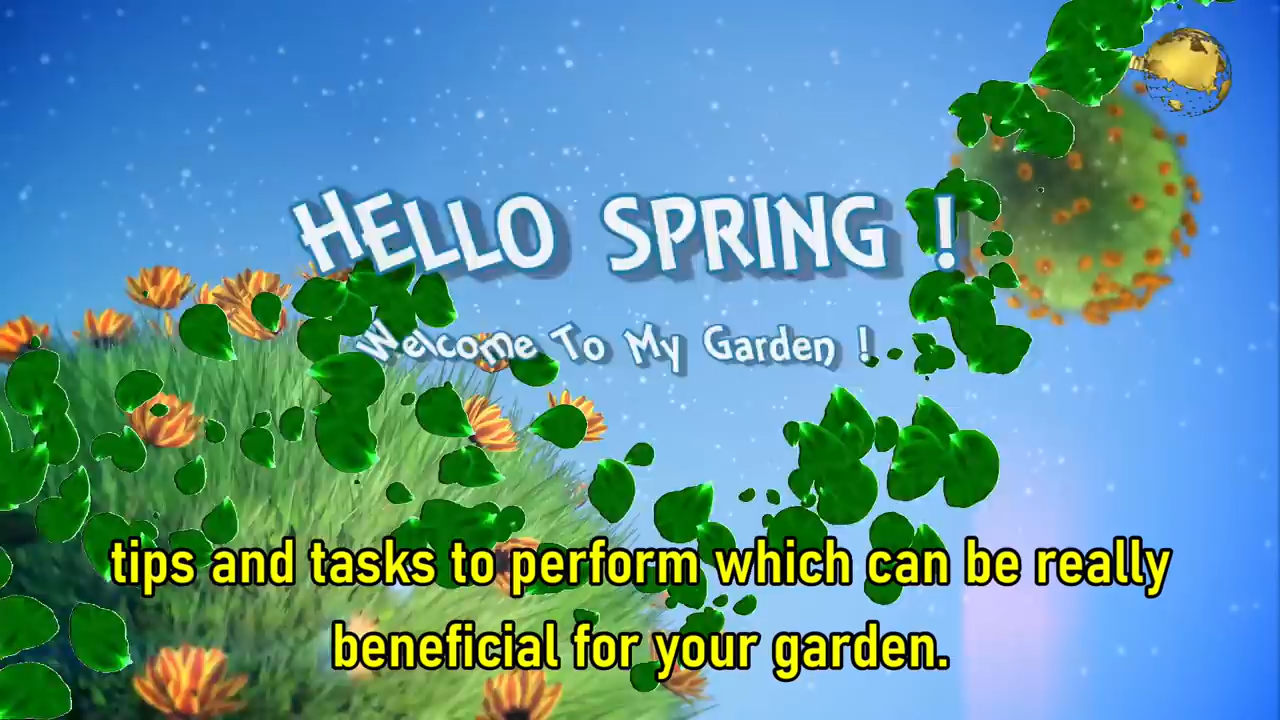 HELLO SPRING !
Welcome To My Garden !
tips and tasks to perform which can be really
beneficial for your garden.